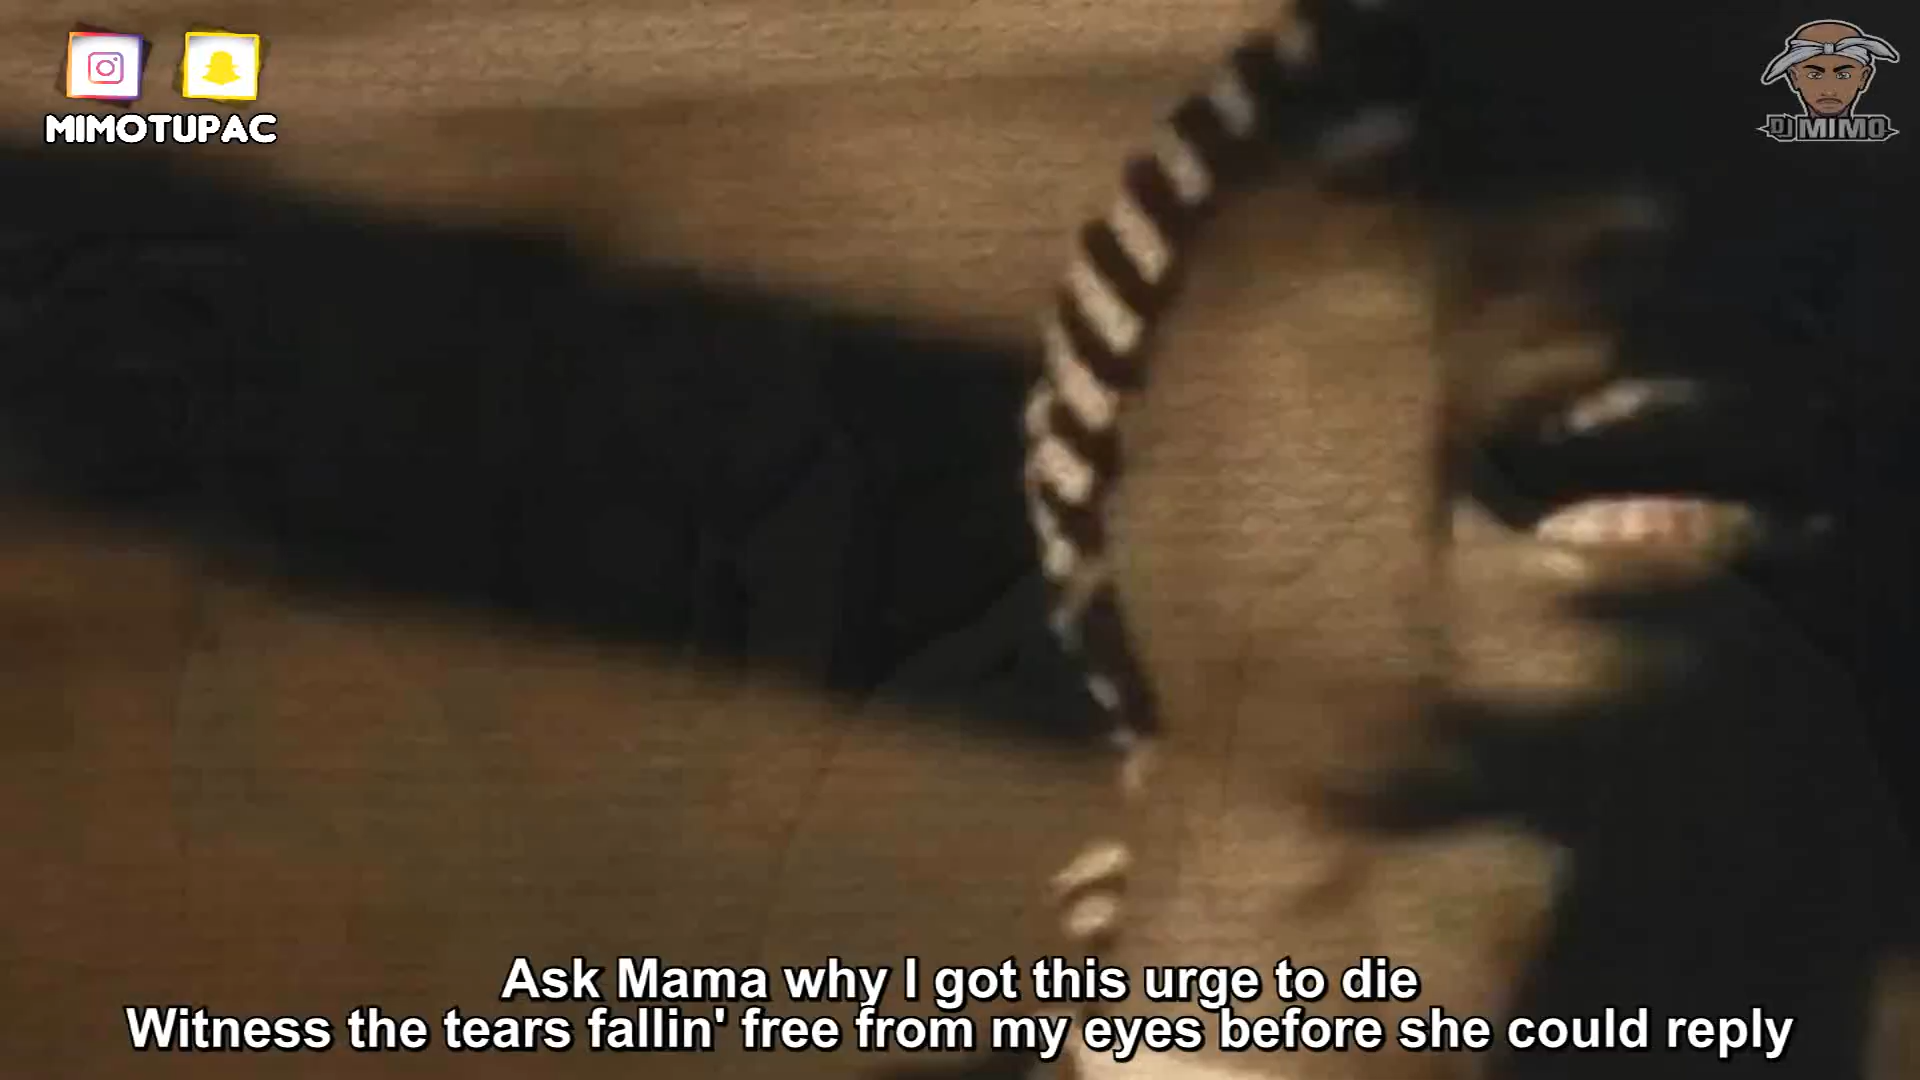 MIMOTUPAC
DJ MIMO
Ask Mama why I got this urge to die
Witness the tears fallin' free from my eyes before she could reply